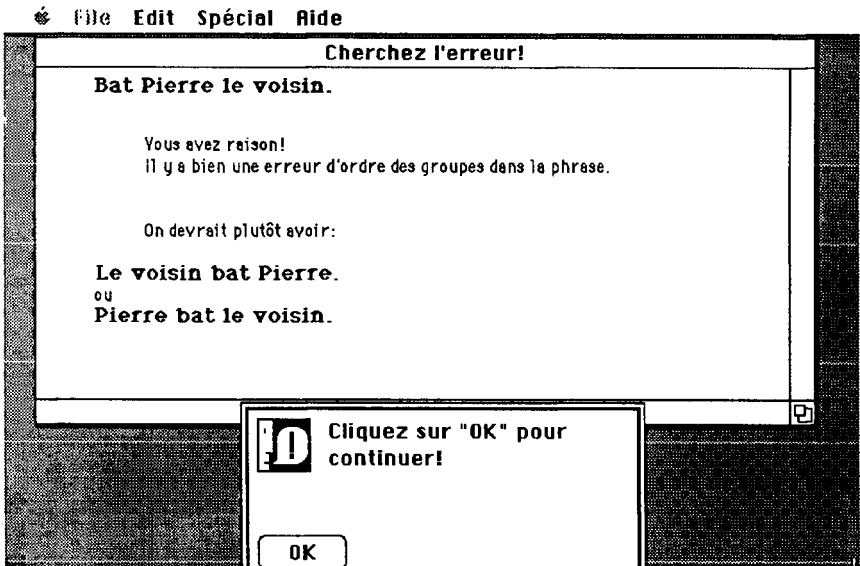 File Edit Spécial Aide
Cherchez l'erreur!
Bat Pierre le voisin.
Vous avez raison!
Il y a bien une erreur d'ordre des groupes dans la phrase.
On devrait plutôt avoir:
Le voisin bat Pierre.
ou
Pierre bat le voisin.
Cliquez sur "OK" pour
continuer!
OK